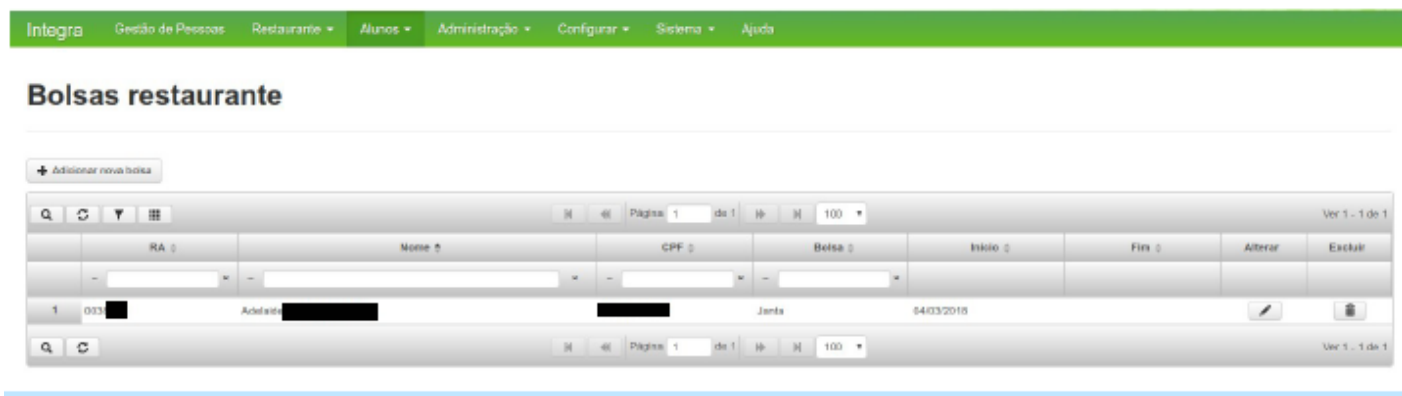 Integra Gestão de Pessoas Restaurante Alunos Administração Configurar Sistema Ajuda
Bolsas restaurante
Adicionar nova bolsa
Página 1 de 1 100 Ver 1 - 1 de 1
RA Nome CPF Bolsa Início Fim Alterar Excluir
~ x ~ x ~ x ~ x
1 003 Adelaide Janta 04/03/2018
Página 1 de 1 100 Ver 1 - 1 de 1